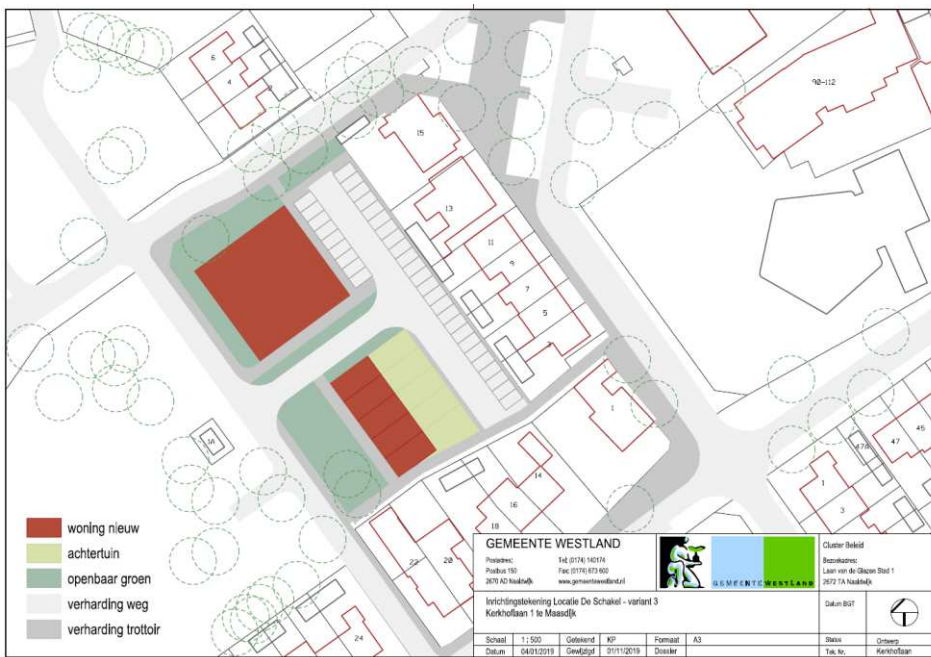 6
4
2
15
13
11
9
7
5
3
1
90-112
1A
14
16
18
20
22
24
47A
47
45
1
3
woning nieuw
achtertuin
openbaar groen
verharding weg
verharding trottoir
GEMEENTE WESTLAND
Postadres:
Postbus 150
2670 AD Naaldwijk
Tel: (0174) 140174
Fax: (0174) 673 600
www.gemeentewestland.nl
GEMEENTE WESTLAND
Cluster Beleid
Bezoekadres:
Laan van de Glazen Stad 1
2672 TA Naaldwijk
Inrichtingstekening Locatie De Schakel - variant 3
Kerkhoflaan 1 te Maasdijk
Datum BGT
Schaal 1 : 500 Getekend KP Formaat A3
Datum 04/01/2019 Gewijzigd 01/11/2019 Dossier
Status Ontwerp
Tek. Nr. Kerkhoflaan